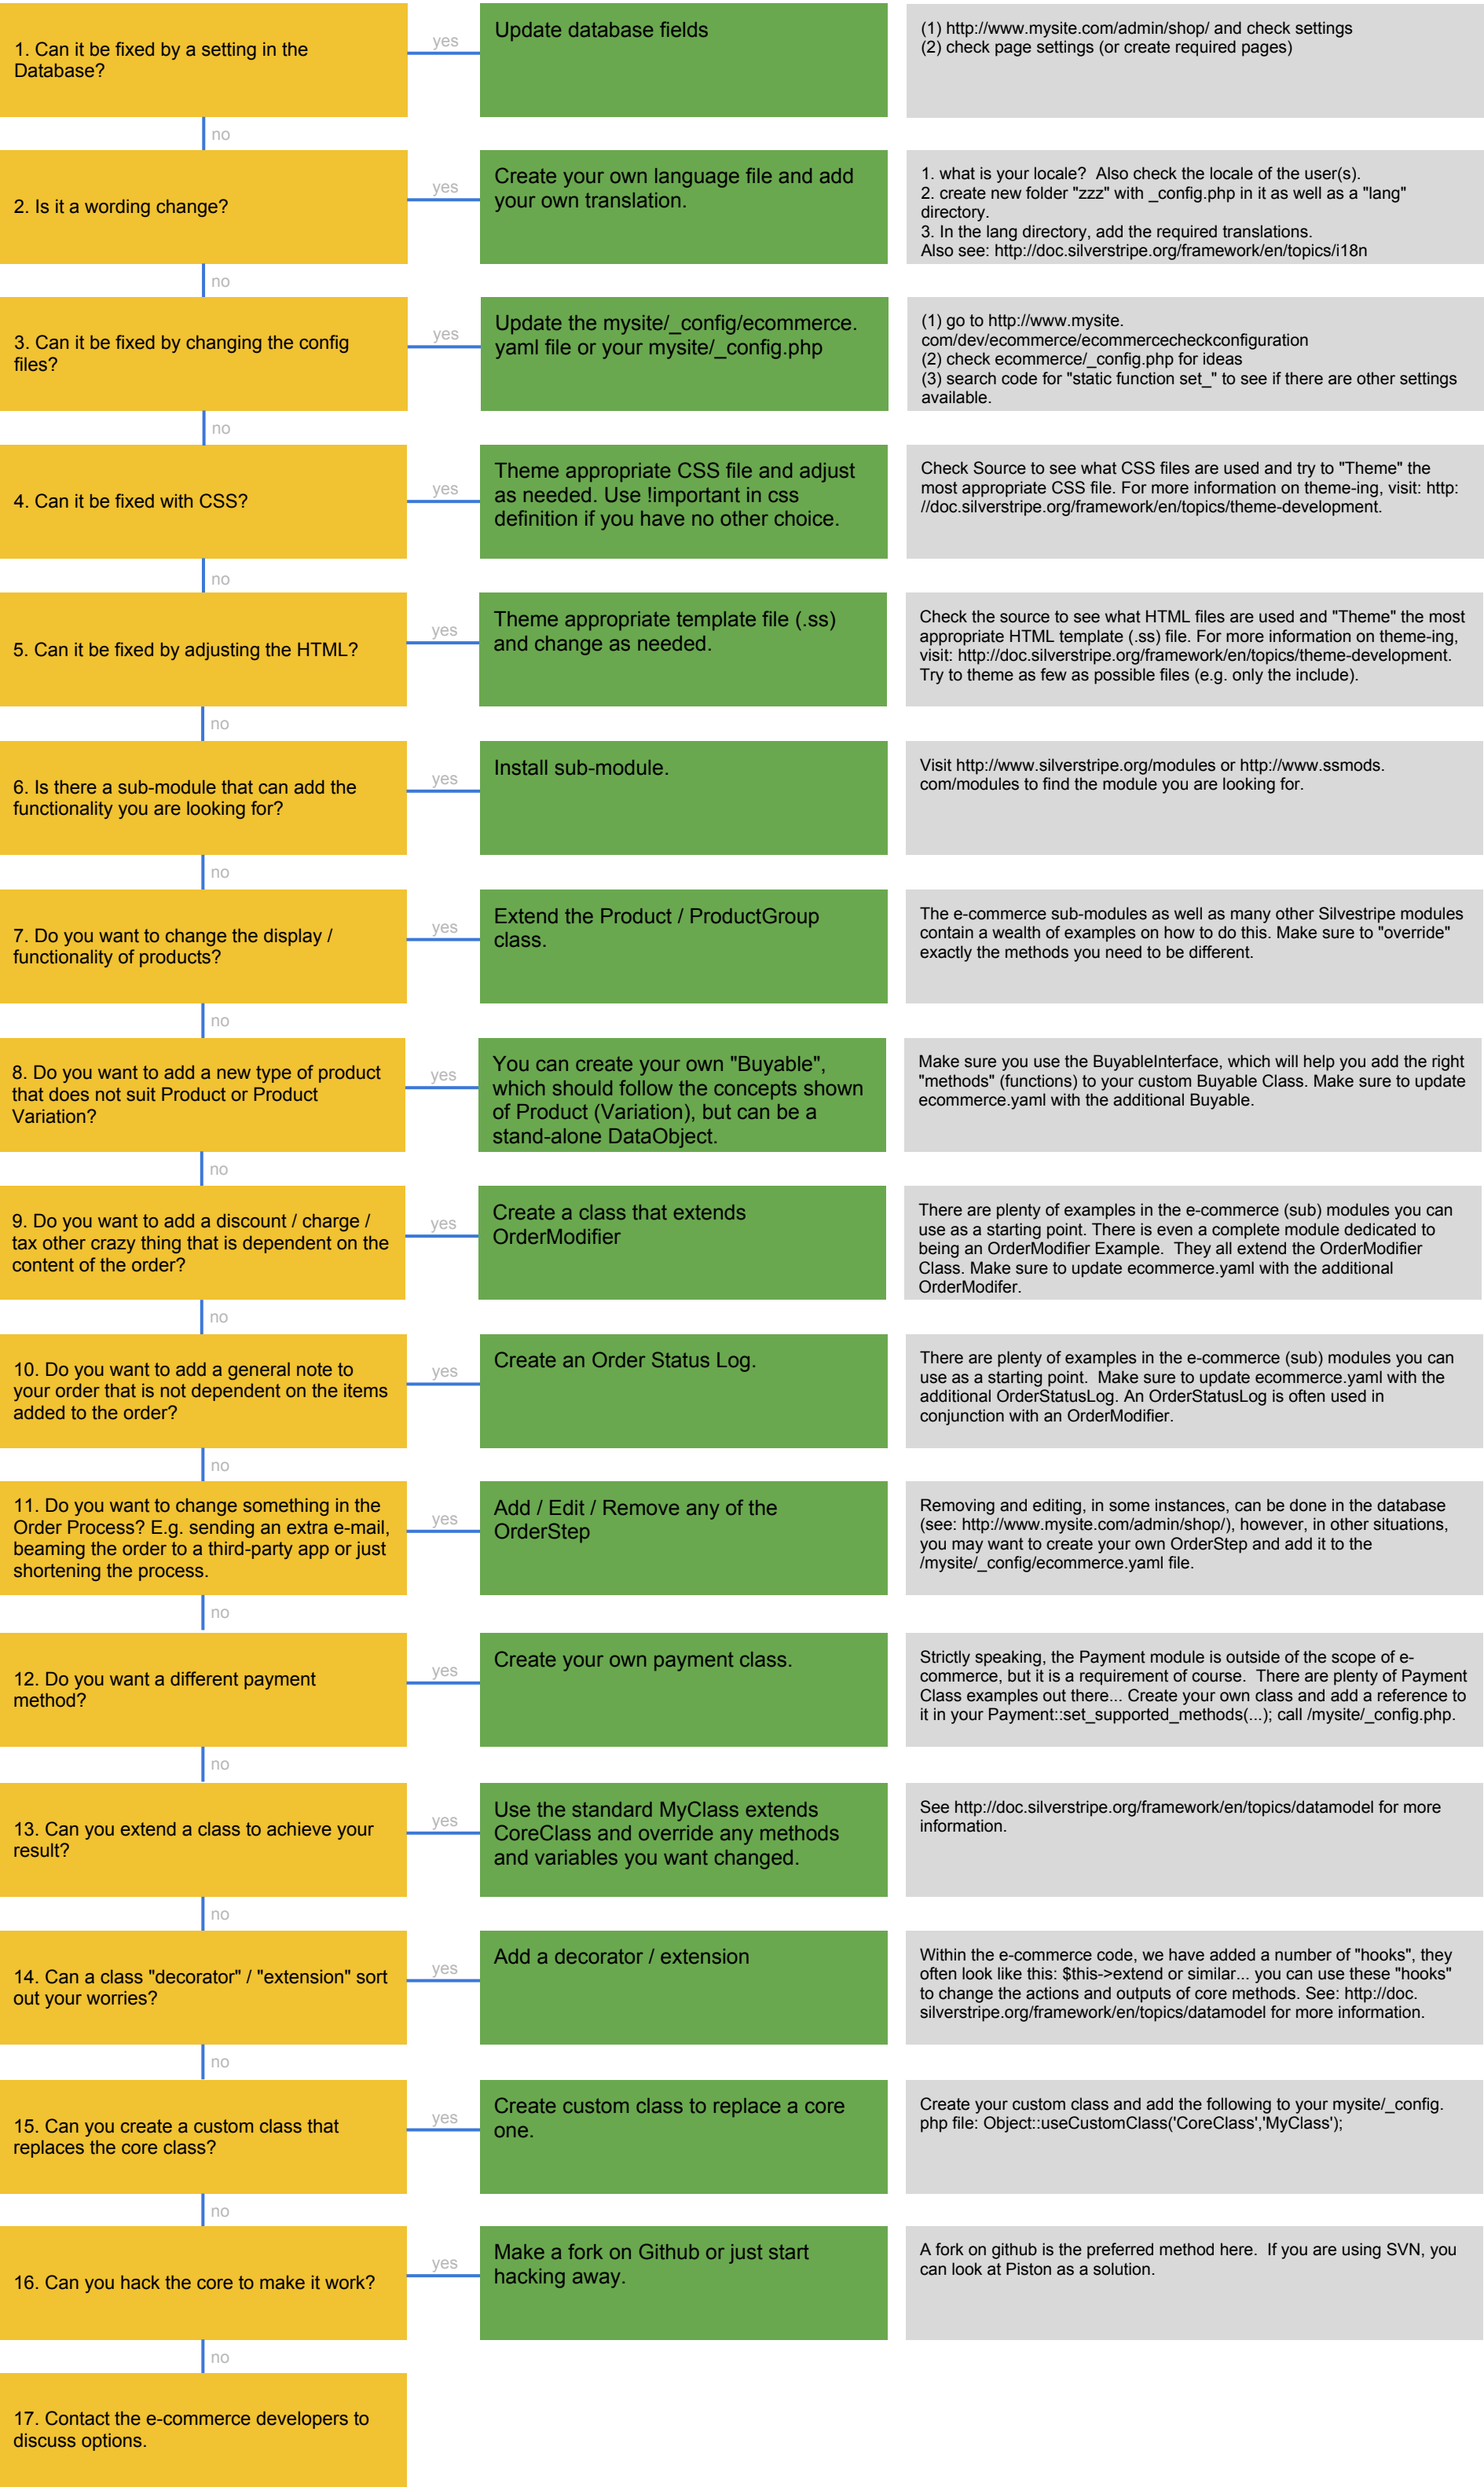 1. Can it be fixed by a setting in the
Database?
yes
Update database fields
(1) http://www.mysite.com/admin/shop/ and check settings
(2) check page settings (or create required pages)
no
2. Is it a wording change?
yes
Create your own language file and add
your own translation.
1. what is your locale?  Also check the locale of the user(s).
2. create new folder "zzz" with _config.php in it as well as a "lang"
directory.
3. In the lang directory, add the required translations.
Also see: http://doc.silverstripe.org/framework/en/topics/i18n
no
3. Can it be fixed by changing the config
files?
yes
Update the mysite/_config/ecommerce.
yaml file or your mysite/_config.php
(1) go to http://www.mysite.
com/dev/ecommerce/ecommercecheckconfiguration
(2) check ecommerce/_config.php for ideas
(3) search code for "static function set_" to see if there are other settings
available.
no
4. Can it be fixed with CSS?
yes
Theme appropriate CSS file and adjust
as needed. Use !important in css
definition if you have no other choice.
Check Source to see what CSS files are used and try to "Theme" the
most appropriate CSS file. For more information on theme-ing, visit: http:
//doc.silverstripe.org/framework/en/topics/theme-development.
no
5. Can it be fixed by adjusting the HTML?
yes
Theme appropriate template file (.ss)
and change as needed.
Check the source to see what HTML files are used and "Theme" the most
appropriate HTML template (.ss) file. For more information on theme-ing,
visit: http://doc.silverstripe.org/framework/en/topics/theme-development.
Try to theme as few as possible files (e.g. only the include).
no
6. Is there a sub-module that can add the
functionality you are looking for?
yes
Install sub-module.
Visit http://www.silverstripe.org/modules or http://www.ssmods.
com/modules to find the module you are looking for.
no
7. Do you want to change the display /
functionality of products?
yes
Extend the Product / ProductGroup
class.
The e-commerce sub-modules as well as many other Silvestripe modules
contain a wealth of examples on how to do this. Make sure to "override"
exactly the methods you need to be different.
no
8. Do you want to add a new type of product
that does not suit Product or Product
Variation?
yes
You can create your own "Buyable",
which should follow the concepts shown
of Product (Variation), but can be a
stand-alone DataObject.
Make sure you use the BuyableInterface, which will help you add the right
"methods" (functions) to your custom Buyable Class. Make sure to update
ecommerce.yaml with the additional Buyable.
no
9. Do you want to add a discount / charge /
tax other crazy thing that is dependent on the
content of the order?
yes
Create a class that extends
OrderModifier
There are plenty of examples in the e-commerce (sub) modules you can
use as a starting point. There is even a complete module dedicated to
being an OrderModifier Example.  They all extend the OrderModifier
Class. Make sure to update ecommerce.yaml with the additional
OrderModifer.
no
10. Do you want to add a general note to
your order that is not dependent on the items
added to the order?
yes
Create an Order Status Log.
There are plenty of examples in the e-commerce (sub) modules you can
use as a starting point.  Make sure to update ecommerce.yaml with the
additional OrderStatusLog. An OrderStatusLog is often used in
conjunction with an OrderModifier.
no
11. Do you want to change something in the
Order Process? E.g. sending an extra e-mail,
beaming the order to a third-party app or just
shortening the process.
yes
Add / Edit / Remove any of the
OrderStep
Removing and editing, in some instances, can be done in the database
(see: http://www.mysite.com/admin/shop/), however, in other situations,
you may want to create your own OrderStep and add it to the
/mysite/_config/ecommerce.yaml file.
no
12. Do you want a different payment
method?
yes
Create your own payment class.
Strictly speaking, the Payment module is outside of the scope of e-
commerce, but it is a requirement of course.  There are plenty of Payment
Class examples out there... Create your own class and add a reference to
it in your Payment::set_supported_methods(...); call /mysite/_config.php.
no
13. Can you extend a class to achieve your
result?
yes
Use the standard MyClass extends
CoreClass and override any methods
and variables you want changed.
See http://doc.silverstripe.org/framework/en/topics/datamodel for more
information.
no
14. Can a class "decorator" / "extension" sort
out your worries?
yes
Add a decorator / extension
Within the e-commerce code, we have added a number of "hooks", they
often look like this: $this->extend or similar... you can use these "hooks"
to change the actions and outputs of core methods. See: http://doc.
silverstripe.org/framework/en/topics/datamodel for more information.
no
15. Can you create a custom class that
replaces the core class?
yes
Create custom class to replace a core
one.
Create your custom class and add the following to your mysite/_config.
php file: Object::useCustomClass('CoreClass','MyClass');
no
16. Can you hack the core to make it work?
yes
Make a fork on Github or just start
hacking away.
A fork on github is the preferred method here.  If you are using SVN, you
can look at Piston as a solution.
no
17. Contact the e-commerce developers to
discuss options.